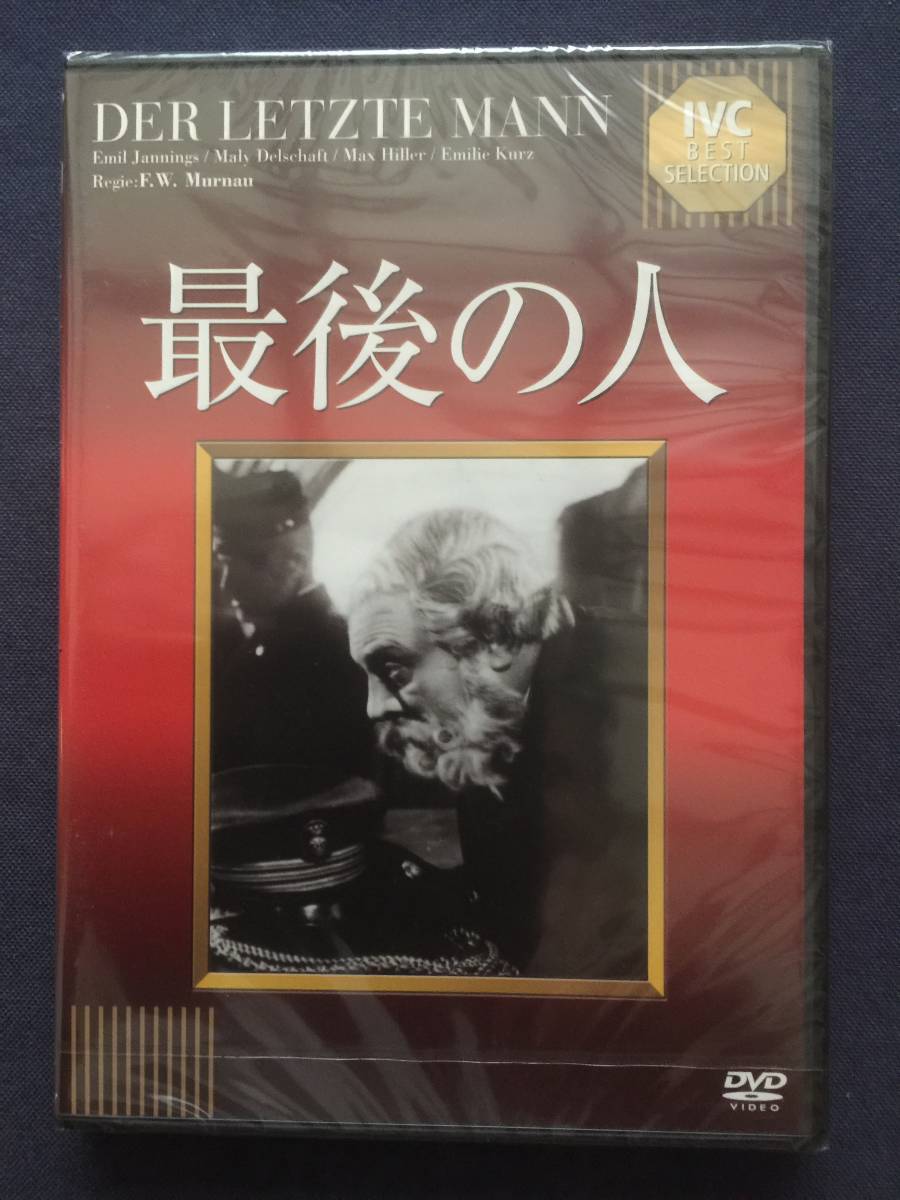 DER LETZTE MANN
Emil Jannings / Maly Delschaft / Max Hiller / Emilie Kurz
Regie:F.W. Murnau
IVC
BEST
SELECTION
最後の人
DVD
VIDEO